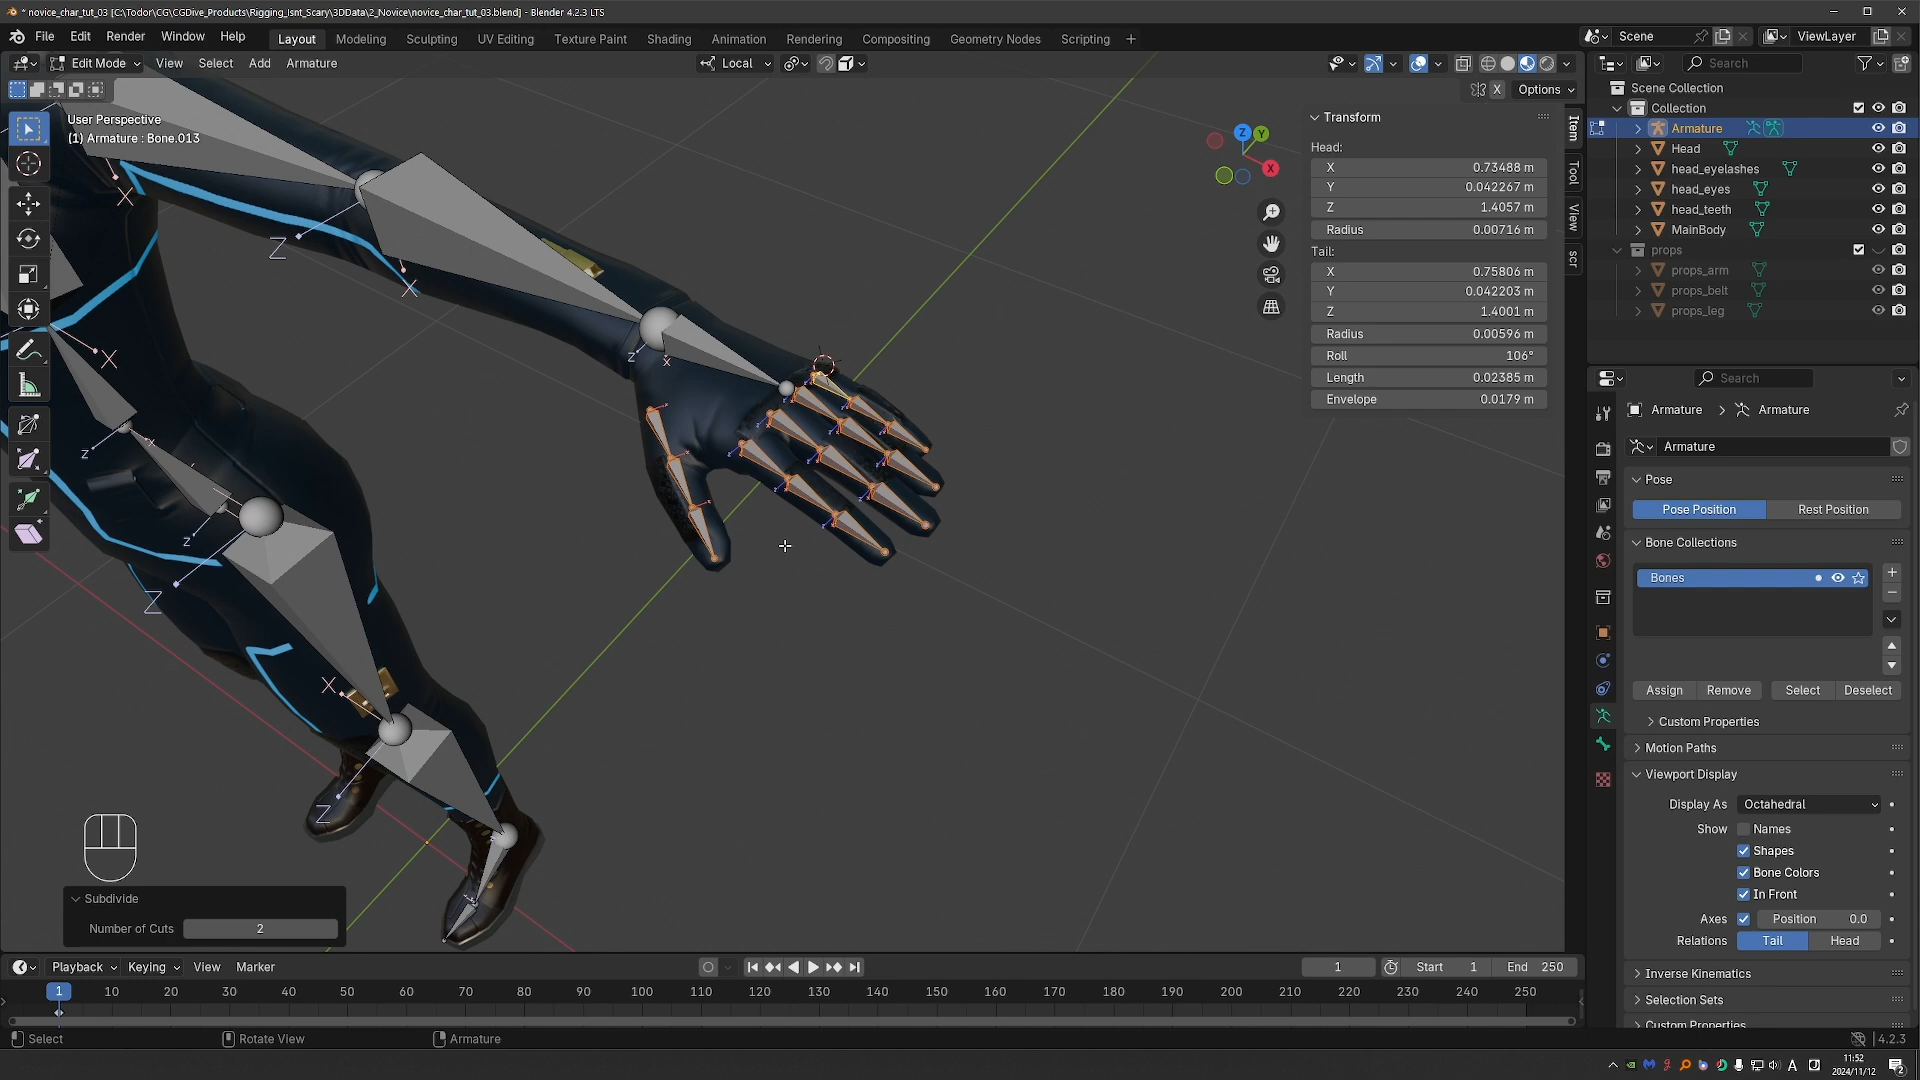 * novice_char_tut_03 [C:\Todor\CG\CGDive_Products\Rigging_Isnt_Scary\3DData\2_Novice\novice_char_tut_03.blend] - Blender 4.2.3 LTS
File Edit Render Window Help Layout Modeling Sculpting UV Editing Texture Paint Shading Animation Rendering Compositing Geometry Nodes Scripting + Scene ViewLayer
Edit Mode View Select Add Armature Local Search
X Options
User Perspective
(1) Armature : Bone.013
Scene Collection
Collection
Armature
Head
head_eyelashes
head_eyes
head_teeth
MainBody
props
props_arm
props_belt
props_leg
Z Y X
Item
Tool
View
scr
Transform
Head:
X 0.73488 m
Y 0.042267 m
Z 1.4057 m
Radius 0.00716 m
Tail:
X 0.75806 m
Y 0.042203 m
Z 1.4001 m
Radius 0.00596 m
Roll 106°
Length 0.02385 m
Envelope 0.0179 m
X
Z
X
X
Z
X
Z
X
Z
Z
X
Z
Search
Armature Armature
Armature
Pose
Pose Position Rest Position
Bone Collections
Bones
Assign Remove Select Deselect
Custom Properties
Motion Paths
Viewport Display
Display As Octahedral
Show Names
Shapes
Bone Colors
In Front
Axes Position 0.0
Relations Tail Head
Inverse Kinematics
Selection Sets
Custom Properties
Subdivide
Number of Cuts 2
Playback Keying View Marker 1 Start 1 End 250
1 10 20 30 40 50 60 70 80 90 100 110 120 130 140 150 160 170 180 190 200 210 220 230 240 250
Select Rotate View Armature 4.2.3
A 11:52
2024/11/12 2